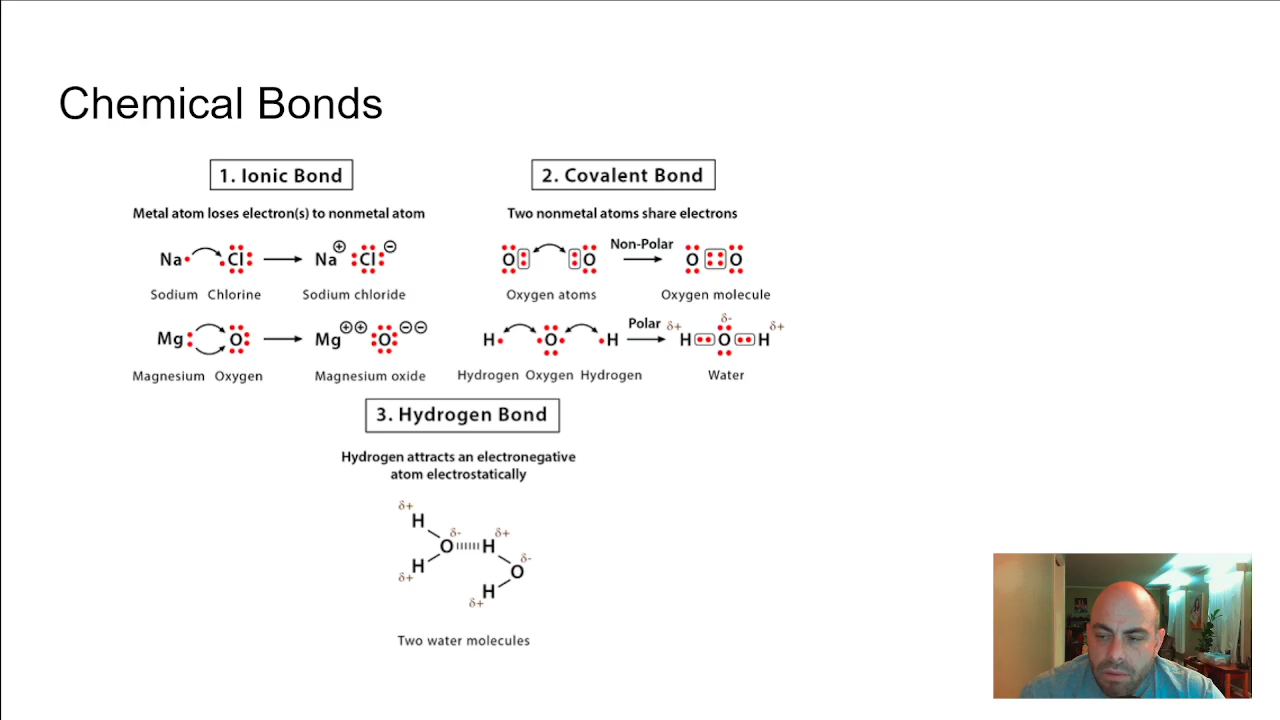 Chemical Bonds
1. Ionic Bond
Metal atom loses electron(s) to nonmetal atom
Na Cl Na⊕ Cl⊖
Sodium Chlorine Sodium chloride
Mg O Mg⊕⊕ O⊖⊖
Magnesium Oxygen Magnesium oxide
2. Covalent Bond
Two nonmetal atoms share electrons
Non-Polar
O O O O
Oxygen atoms Oxygen molecule
Polar δ+ δ- δ+
H O H H O H
Hydrogen Oxygen Hydrogen Water
3. Hydrogen Bond
Hydrogen attracts an electronegative
atom electrostatically
δ+
H
δ- δ+
O H
δ-
H O
δ+
H
δ+
Two water molecules